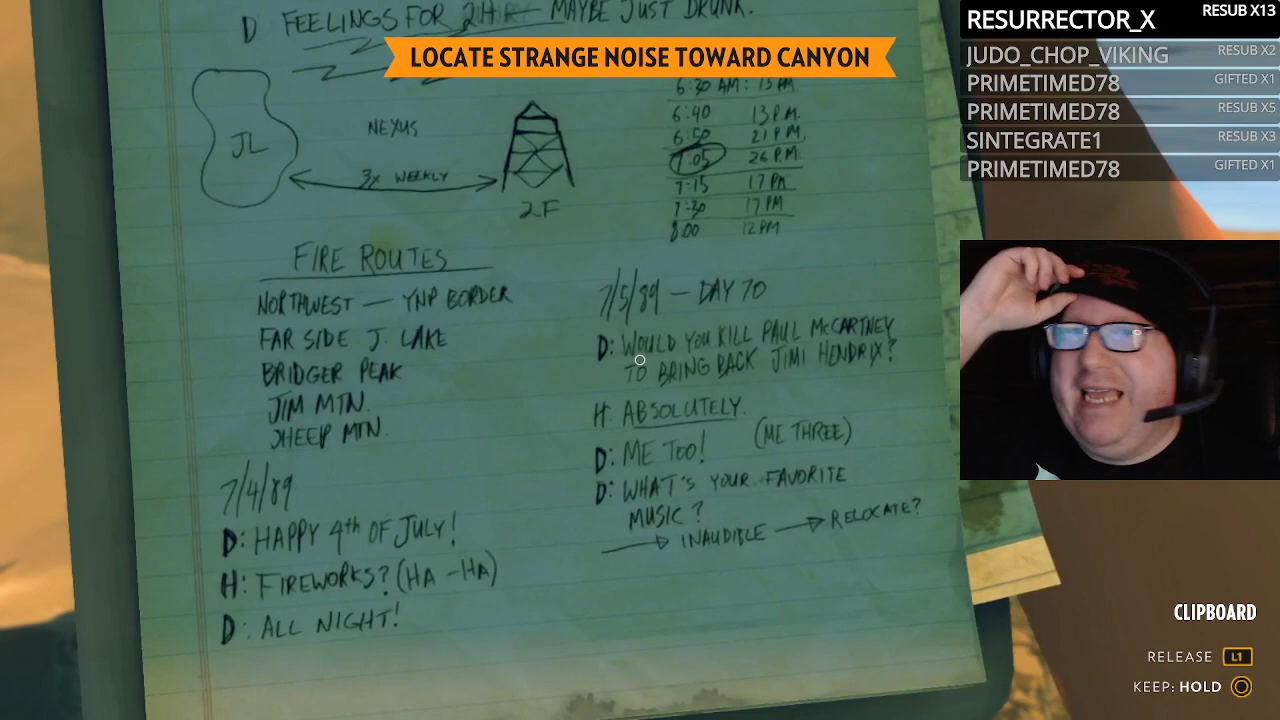 D FEELINGS FOR 2H — MAYBE JUST DRUNK.
LOCATE STRANGE NOISE TOWARD CANYON
JL
NEXUS
3x WEEKLY
2F
6:30 AM:
6:40 13 P.M.
6:50 21 P.M.
7:05 26 P.M.
7:15 17 PM
7:30 17 PM
8:00 12 PM
FIRE ROUTES
NORTHWEST — YNP BORDER
FAR SIDE J. LAKE
BRIDGER PEAK
JIM MTN.
SHEEP MTN.
7/4/89
D: HAPPY 4th OF JULY!
H: FIREWORKS? (HA-HA)
D: ALL NIGHT!
7/5/89 — DAY 70
D: WOULD YOU KILL PAUL McCARTNEY
TO BRING BACK JIMI HENDRIX?
H: ABSOLUTELY.
D: ME TOO! (ME THREE)
D: WHAT'S YOUR FAVORITE
MUSIC?
→ INAUDIBLE → RELOCATE?
RESURRECTOR_X RESUB X13
JUDO_CHOP_VIKING RESUB X2
PRIMETIMED78 GIFTED X1
PRIMETIMED78 RESUB X5
SINTEGRATE1 RESUB X3
PRIMETIMED78 GIFTED X1
CLIPBOARD
RELEASE L1
KEEP: HOLD